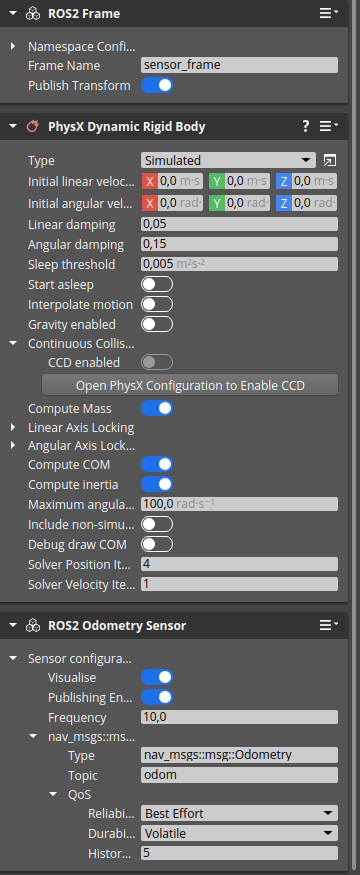 ROS2 Frame
Namespace Confi...
Frame Name sensor_frame
Publish Transform
PhysX Dynamic Rigid Body ?
Type Simulated
Initial linear veloc... X 0,0 m·s Y 0,0 m·s Z 0,0 m·s
Initial angular vel... X 0,0 rad· Y 0,0 rad· Z 0,0 rad·
Linear damping 0,05
Angular damping 0,15
Sleep threshold 0,005 m²s⁻²
Start asleep
Interpolate motion
Gravity enabled
Continuous Collis...
CCD enabled
Open PhysX Configuration to Enable CCD
Compute Mass
Linear Axis Locking
Angular Axis Lock...
Compute COM
Compute inertia
Maximum angula... 100,0 rad·s⁻¹
Include non-simu...
Debug draw COM
Solver Position It... 4
Solver Velocity Ite... 1
ROS2 Odometry Sensor
Sensor configura...
Visualise
Publishing En...
Frequency 10,0
nav_msgs::ms...
Type nav_msgs::msg::Odometry
Topic odom
QoS
Reliabi... Best Effort
Durabi... Volatile
Histor... 5